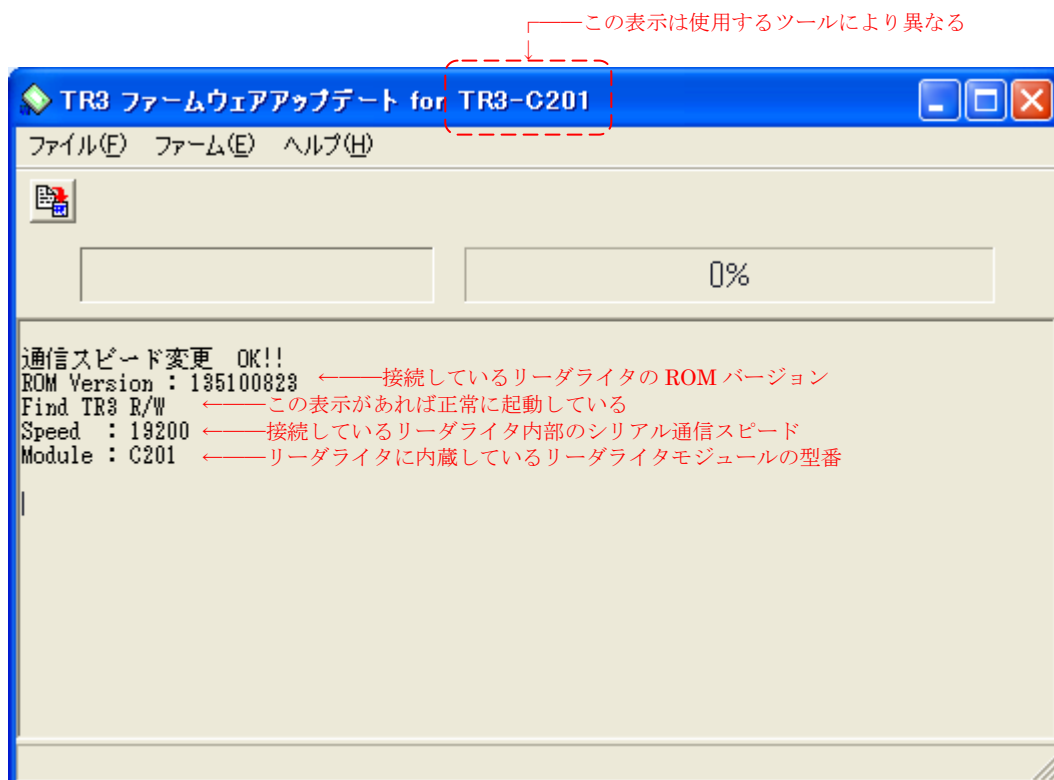 この表示は使用するツールにより異なる
TR3 ファームウェアアップデート for TR3-C201
ファイル(F) ファーム(E) ヘルプ(H)
0%
通信スピード変更 OK!!
ROM Version : 135100823 ←――接続しているリーダライタの ROM バージョン
Find TR3 R/W ←――この表示があれば正常に起動している
Speed : 19200 ←――接続しているリーダライタ内部のシリアル通信スピード
Module : C201 ←――リーダライタに内蔵しているリーダライタモジュールの型番